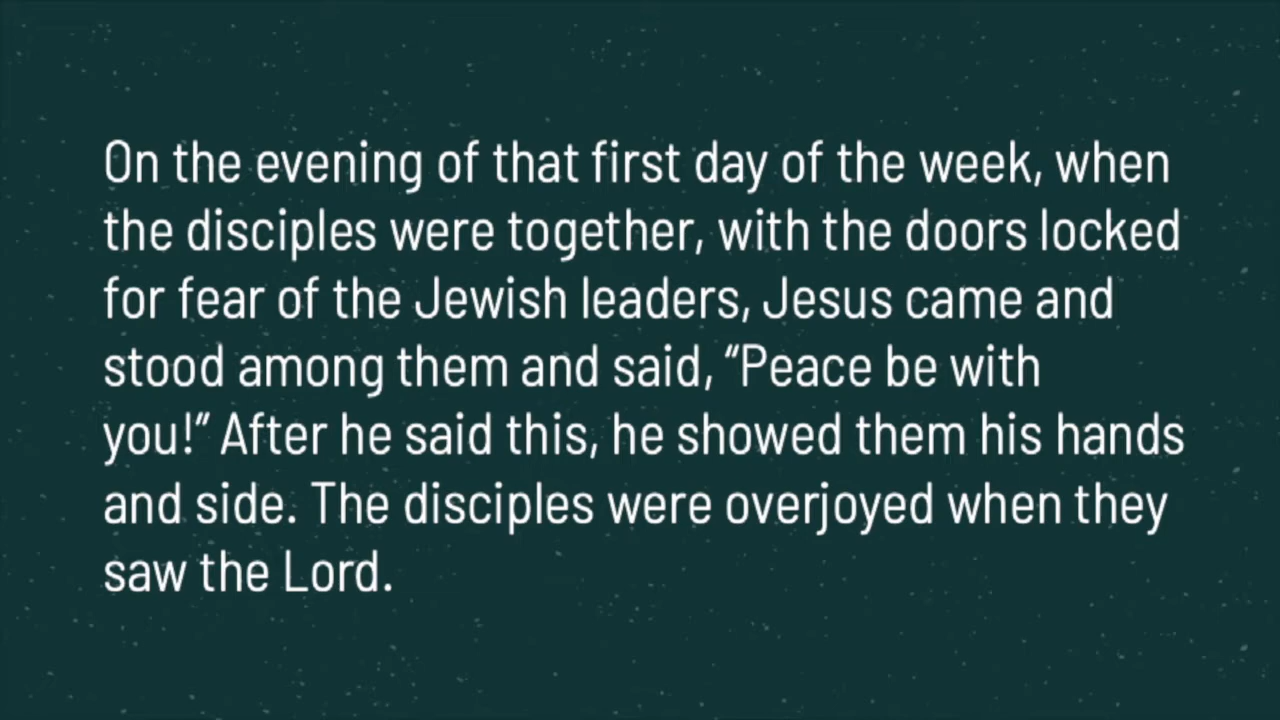 On the evening of that first day of the week, when
the disciples were together, with the doors locked
for fear of the Jewish leaders, Jesus came and
stood among them and said, “Peace be with
you!” After he said this, he showed them his hands
and side. The disciples were overjoyed when they
saw the Lord.